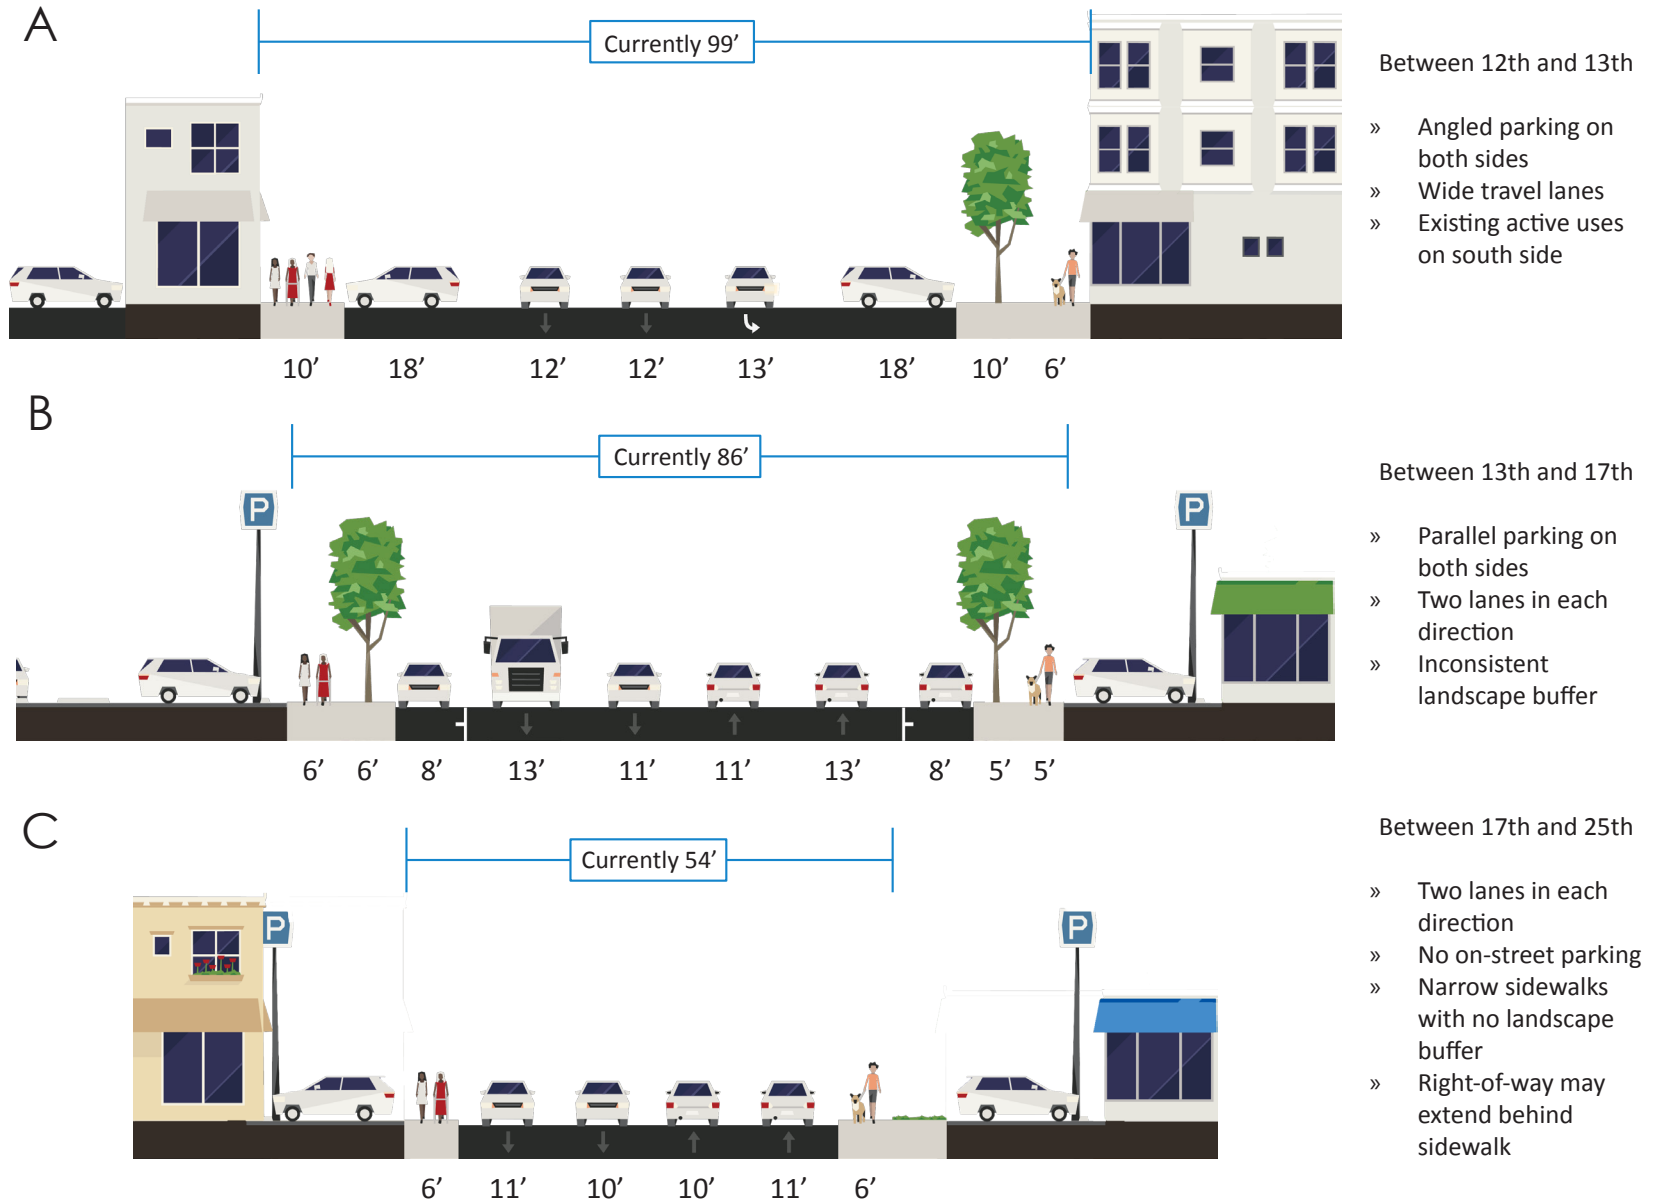 A
Currently 99’
Between 12th and 13th
» Angled parking on
both sides
» Wide travel lanes
» Existing active uses
on south side
10’ 18’ 12’ 12’ 13’ 18’ 10’ 6’
B
Currently 86’
P
P
Between 13th and 17th
» Parallel parking on
both sides
» Two lanes in each
direction
» Inconsistent
landscape buffer
6’ 6’ 8’ 13’ 11’ 11’ 13’ 8’ 5’ 5’
C
Currently 54’
P
P
Between 17th and 25th
» Two lanes in each
direction
» No on-street parking
» Narrow sidewalks
with no landscape
buffer
» Right-of-way may
extend behind
sidewalk
6’ 11’ 10’ 10’ 11’ 6’